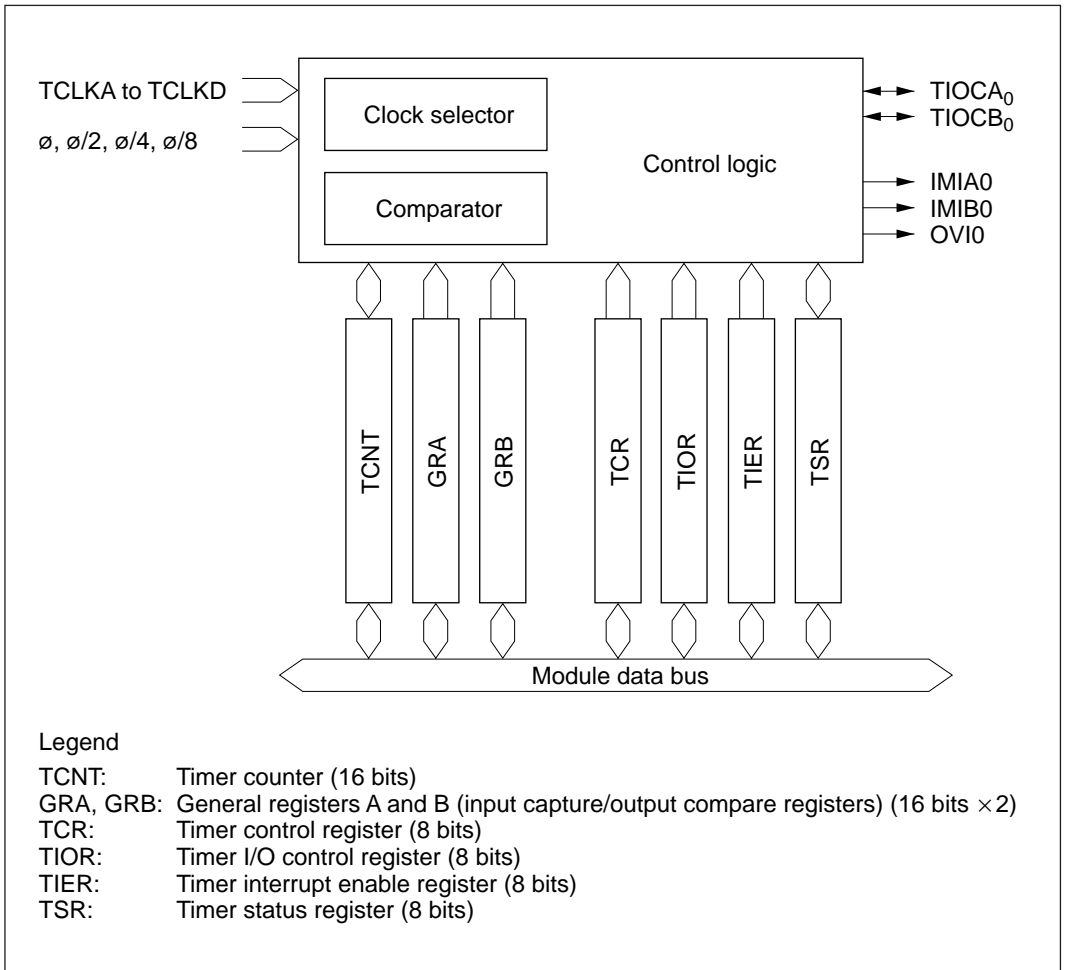 TCLKA to TCLKD
ø, ø/2, ø/4, ø/8
Clock selector
Comparator
Control logic
TIOCA0
TIOCB0
IMIA0
IMIB0
OVI0
TCNT
GRA
GRB
TCR
TIOR
TIER
TSR
Module data bus
Legend
TCNT: Timer counter (16 bits)
GRA, GRB: General registers A and B (input capture/output compare registers) (16 bits ×2)
TCR: Timer control register (8 bits)
TIOR: Timer I/O control register (8 bits)
TIER: Timer interrupt enable register (8 bits)
TSR: Timer status register (8 bits)